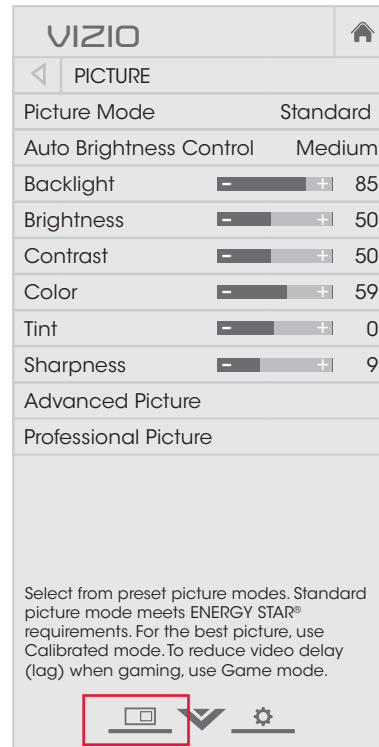 VIZIO
PICTURE
Picture Mode Standard
Auto Brightness Control Medium
Backlight - + 85
Brightness - + 50
Contrast - + 50
Color - + 59
Tint - + 0
Sharpness - + 9
Advanced Picture
Professional Picture
Select from preset picture modes. Standard
picture mode meets ENERGY STAR®
requirements. For the best picture, use
Calibrated mode. To reduce video delay
(lag) when gaming, use Game mode.